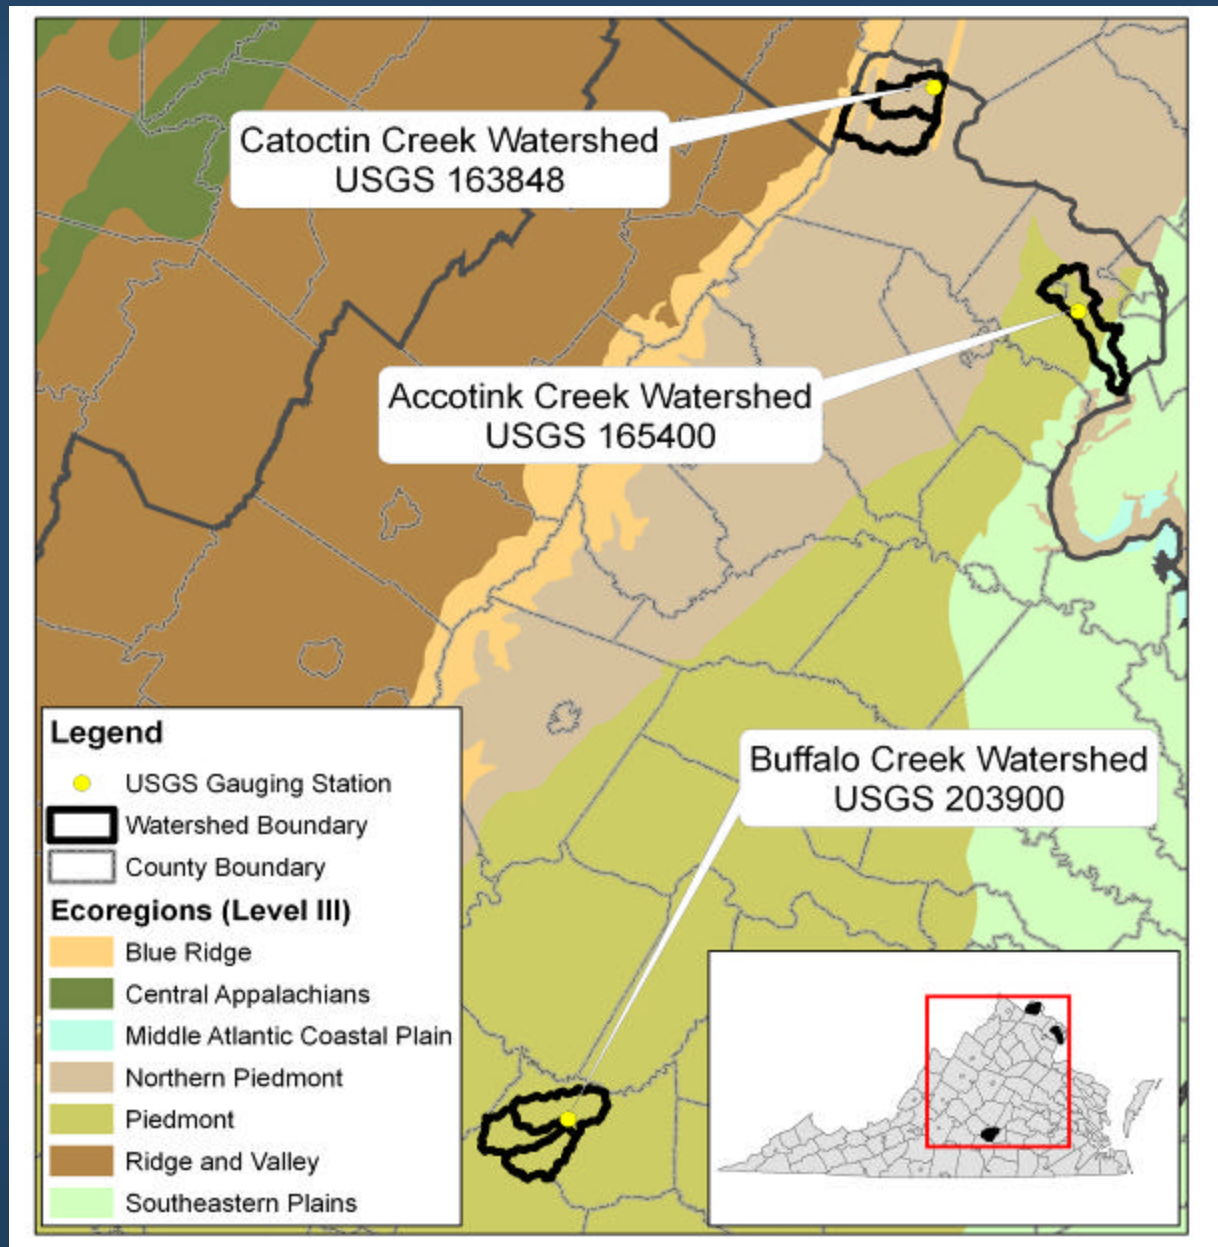 Catoctin Creek Watershed
USGS 163848
Accotink Creek Watershed
USGS 165400
Buffalo Creek Watershed
USGS 203900
Legend
USGS Gauging Station
Watershed Boundary
County Boundary
Ecoregions (Level III)
Blue Ridge
Central Appalachians
Middle Atlantic Coastal Plain
Northern Piedmont
Piedmont
Ridge and Valley
Southeastern Plains